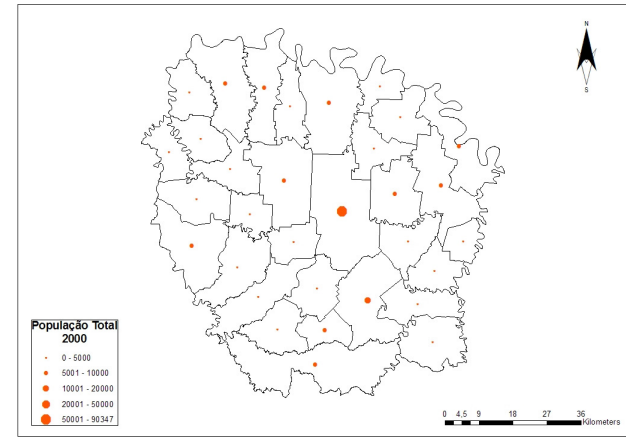 N
S
População Total
2000
0 - 5000
5001 - 10000
10001 - 20000
20001 - 50000
50001 - 90347
0 4,5 9 18 27 36
Kilometers